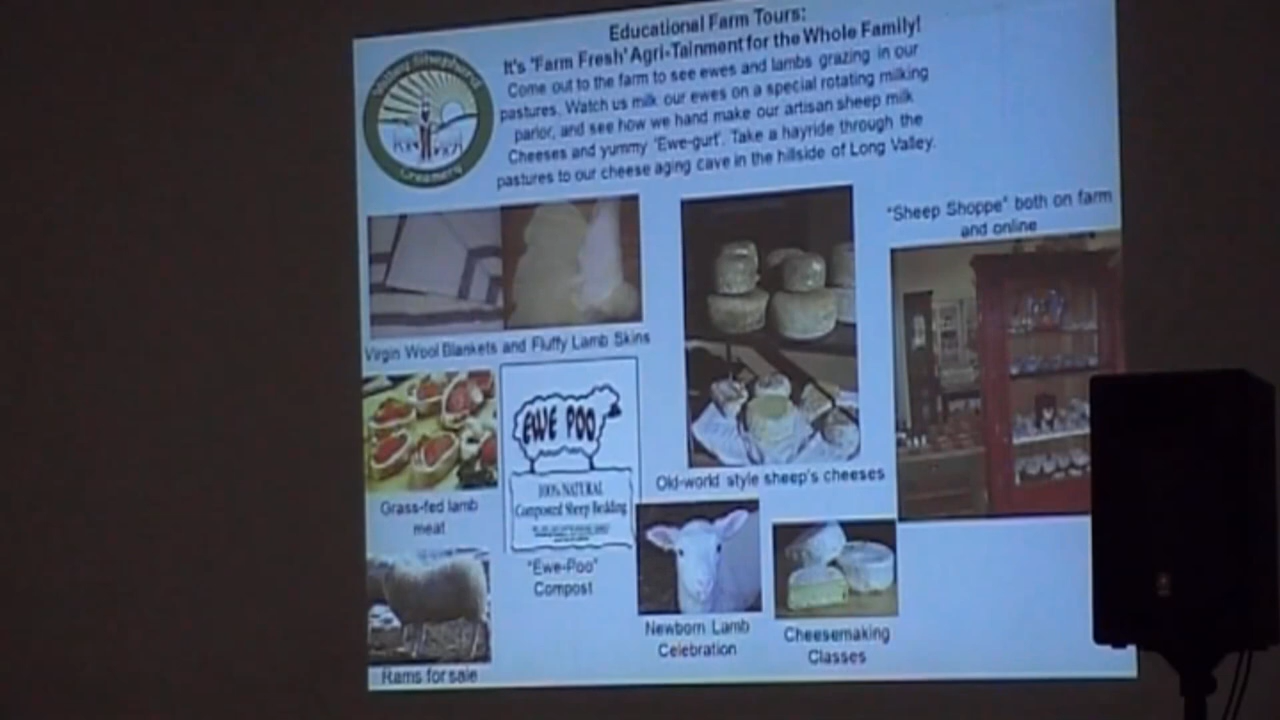 Educational Farm Tours:
It's 'Farm Fresh' Agri-Tainment for the Whole Family!
Come out to the farm to see ewes and lambs grazing in our
pastures. Watch us milk our ewes on a special rotating milking
parlor, and see how we hand make our artisan sheep milk
Cheeses and yummy 'Ewe-gurt'. Take a hayride through the
pastures to our cheese aging cave in the hillside of Long Valley.
Valley Shepherd
Creamery
"Sheep Shoppe" both on farm
and online
Virgin Wool Blankets and Fluffy Lamb Skins
EWE POO
100% NATURAL
Composted Sheep Bedding
Old-world style sheep's cheeses
Grass-fed lamb
meat
"Ewe-Poo"
Compost
Newborn Lamb
Celebration
Cheesemaking
Classes
Rams for sale